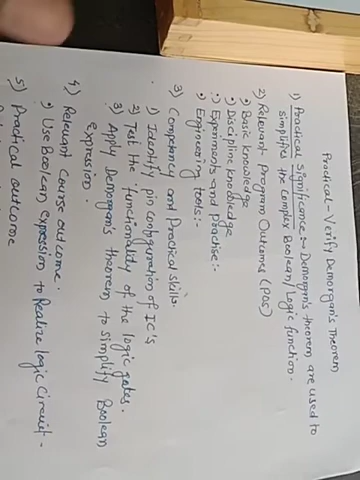 Practical - Verify Demorgan's Theorem
1) Practical Significance - Demorgan's theorem are used to
simplifies the complex Boolean/Logic function.
2) Relevant Program Outcomes (POs)
• Basic knowledge
• Discipline knowledge
• Experiments and practise:-
• Engineering tools:-
3) Competency and Practical skills.
1) Identify pin configuration of IC's
2) Test the functionality of the logic gates.
3) Apply Demorgan's theorem to simplify Boolean
expression.
4) Relevant Course outcome.
• Use Boolean expression to Realize logic Circuit.
5) Practical outcome